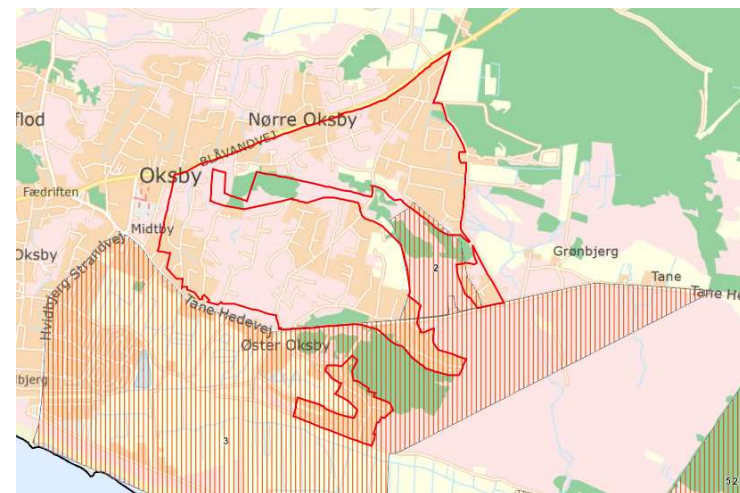 flod
Nørre Oksby
BLÅVANDVEJ
Oksby
Fædriften
Midtby
Oksby
Hvidbjerg Strandvej
Grønbjerg
2
Tane
Tane He
Tane Hedevej
Øster Oksby
lbjerg
3
52